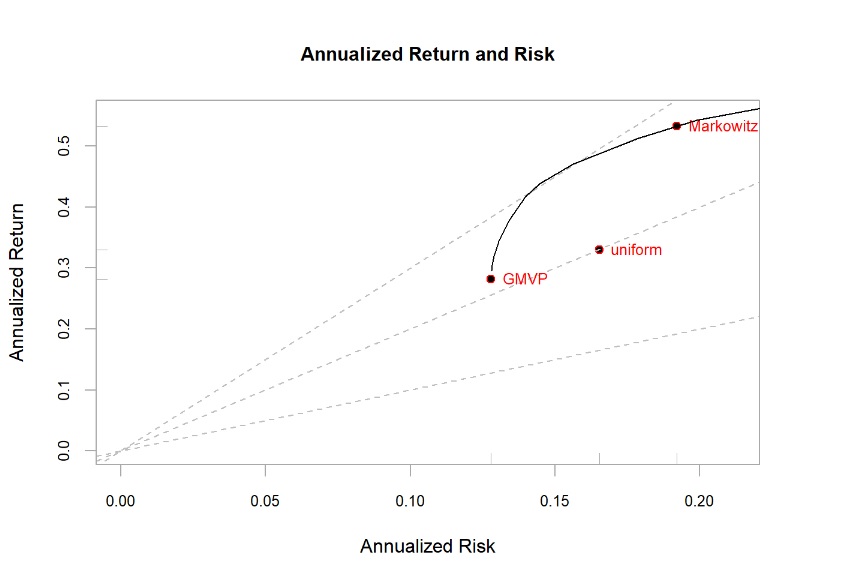 Annualized Return and Risk
Annualized Return
0.5
0.4
0.3
0.2
0.1
0.0
Markowitz
uniform
GMVP
0.00 0.05 0.10 0.15 0.20
Annualized Risk